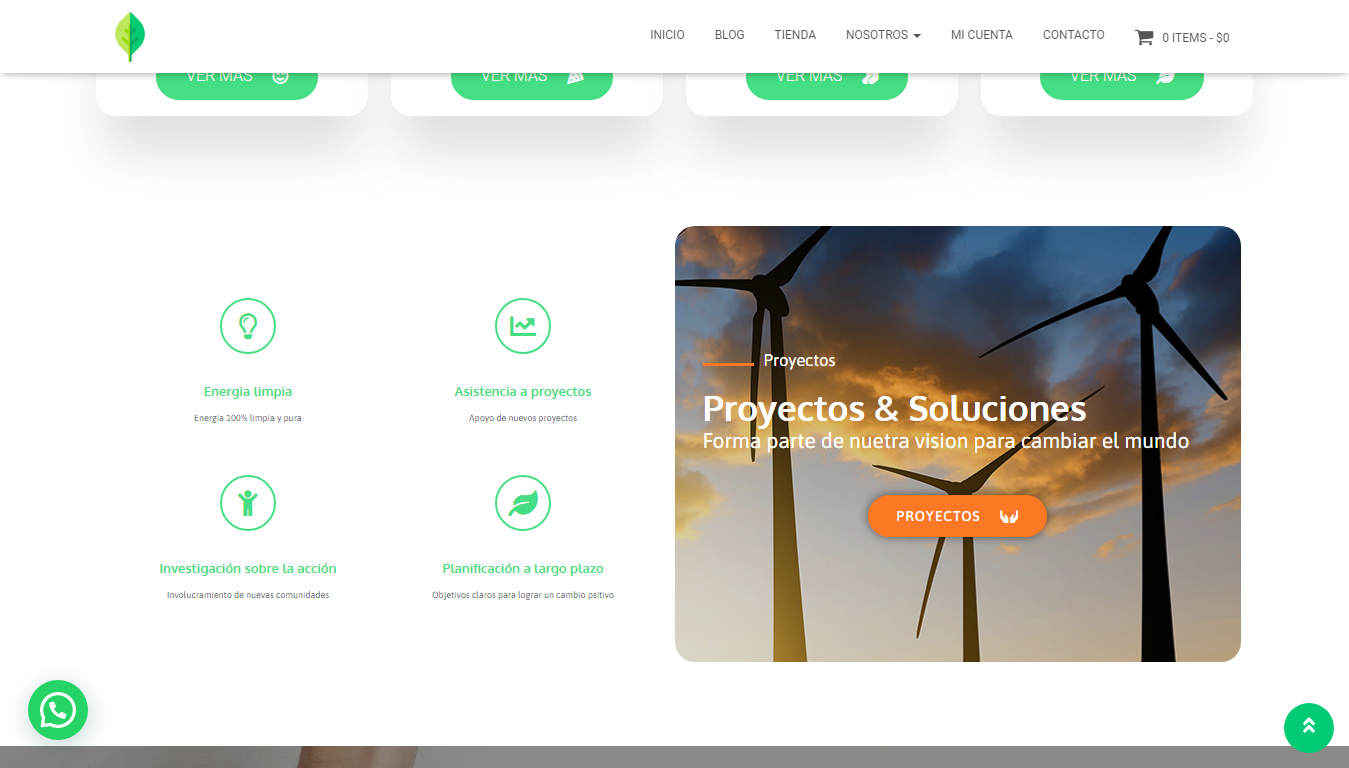 INICIO BLOG TIENDA NOSOTROS MI CUENTA CONTACTO 0 ITEMS - $0
VER MAS VER MAS VER MAS VER MAS
Energia limpia
Energia 100% limpia y pura
Asistencia a proyectos
Apoyo de nuevos proyectos
Investigación sobre la acción
Involucramiento de nuevas comunidades
Planificación a largo plazo
Objetivos claros para lograr un cambio psitivo
Proyectos
Proyectos & Soluciones
Forma parte de nuetra vision para cambiar el mundo
PROYECTOS